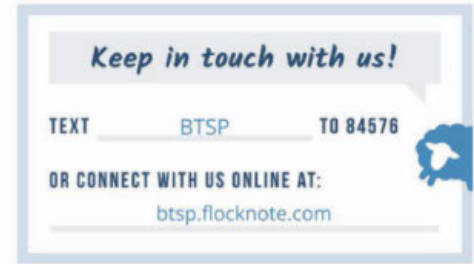 Keep in touch with us!
TEXT BTSP TO 84576
OR CONNECT WITH US ONLINE AT:
btsp.flocknote.com